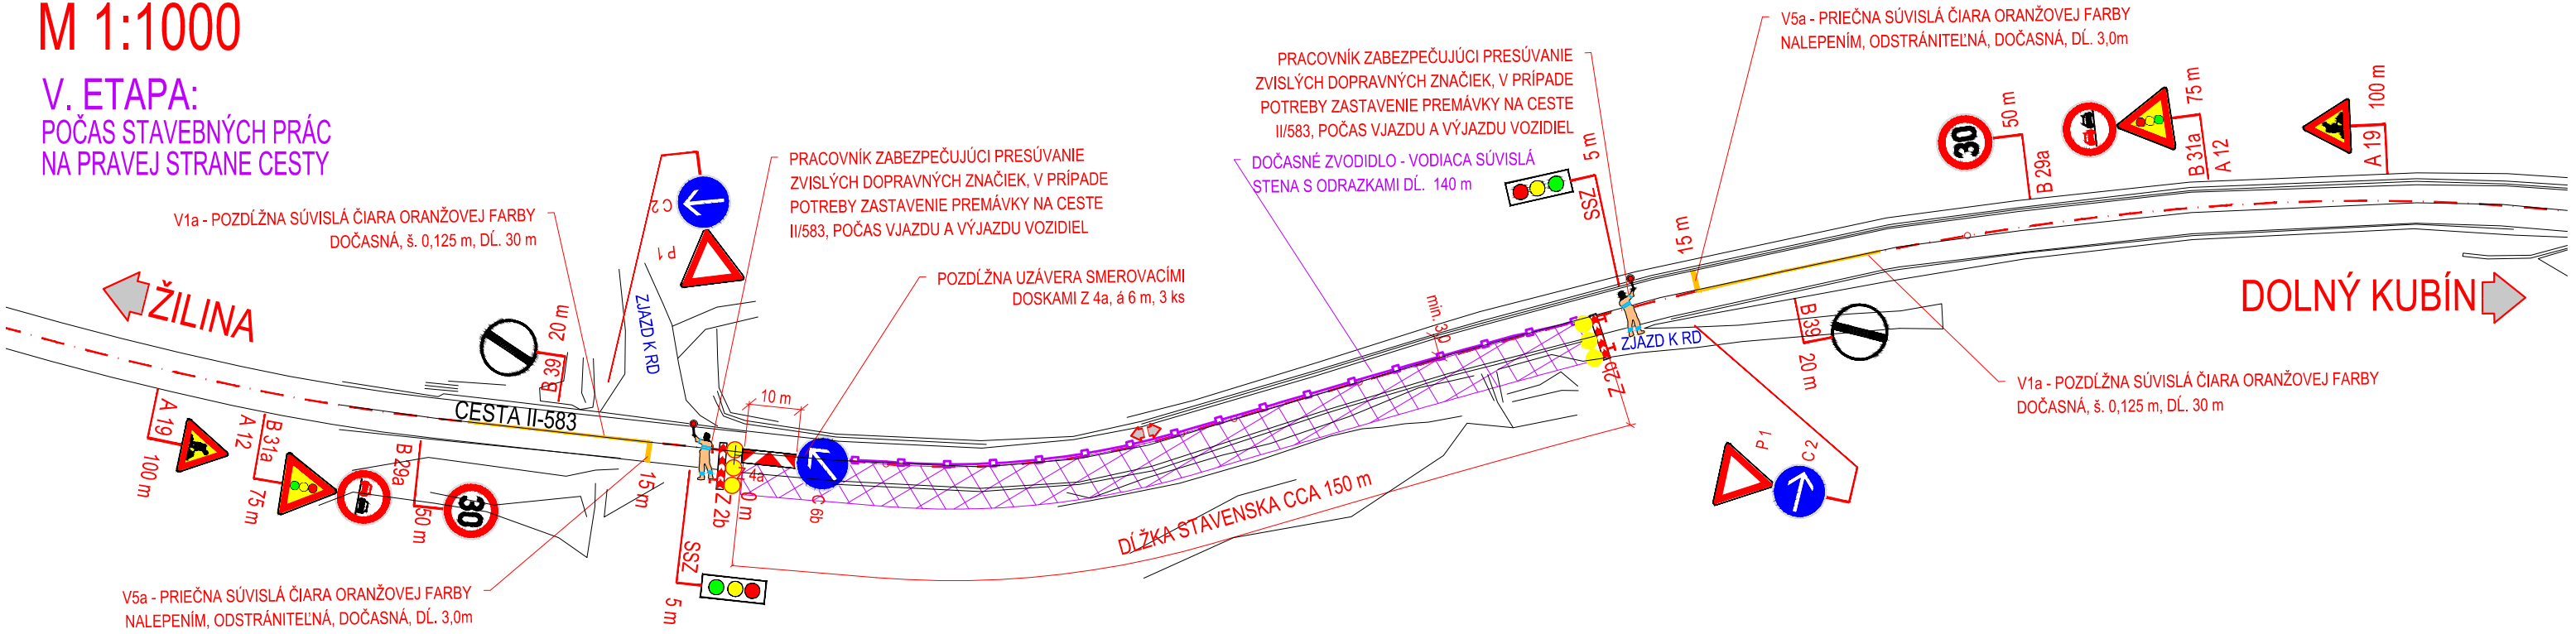 M 1:1000
V. ETAPA:
POČAS STAVEBNÝCH PRÁC
NA PRAVEJ STRANE CESTY
V1a - POZDĹŽNA SÚVISLÁ ČIARA ORANŽOVEJ FARBY
DOČASNÁ, š. 0,125 m, DĹ. 30 m
ŽILINA
C 2
P 1
ZJAZD K RD
20 m
B 39
CESTA II-583
PRACOVNÍK ZABEZPEČUJÚCI PRESÚVANIE
ZVISLÝCH DOPRAVNÝCH ZNAČIEK, V PRÍPADE
POTREBY ZASTAVENIE PREMÁVKY NA CESTE
II/583, POČAS VJAZDU A VÝJAZDU VOZIDIEL
POZDĹŽNA UZÁVERA SMEROVACÍMI
DOSKAMI Z 4a, á 6 m, 3 ks
A 19
100 m
A 12
B 31a
75 m
B 29a
50 m
30
15 m
SSZ
5 m
Z 2b
0 m
4a
10 m
C 6b
V5a - PRIEČNA SÚVISLÁ ČIARA ORANŽOVEJ FARBY
NALEPENÍM, ODSTRÁNITEĽNÁ, DOČASNÁ, DĹ. 3,0m
DĹŽKA STAVENSKA CCA 150 m
PRACOVNÍK ZABEZPEČUJÚCI PRESÚVANIE
ZVISLÝCH DOPRAVNÝCH ZNAČIEK, V PRÍPADE
POTREBY ZASTAVENIE PREMÁVKY NA CESTE
II/583, POČAS VJAZDU A VÝJAZDU VOZIDIEL
DOČASNÉ ZVODIDLO - VODIACA SÚVISLÁ
STENA S ODRAZKAMI DĹ. 140 m
5 m
SSZ
ZJAZD K RD
15 m
V5a - PRIEČNA SÚVISLÁ ČIARA ORANŽOVEJ FARBY
NALEPENÍM, ODSTRÁNITEĽNÁ, DOČASNÁ, DĹ. 3,0m
30
50 m
B 29a
75 m
B 31a
A 12
100 m
A 19
DOLNÝ KUBÍN
B 39
20 m
V1a - POZDĹŽNA SÚVISLÁ ČIARA ORANŽOVEJ FARBY
DOČASNÁ, š. 0,125 m, DĹ. 30 m
P 1
C 2